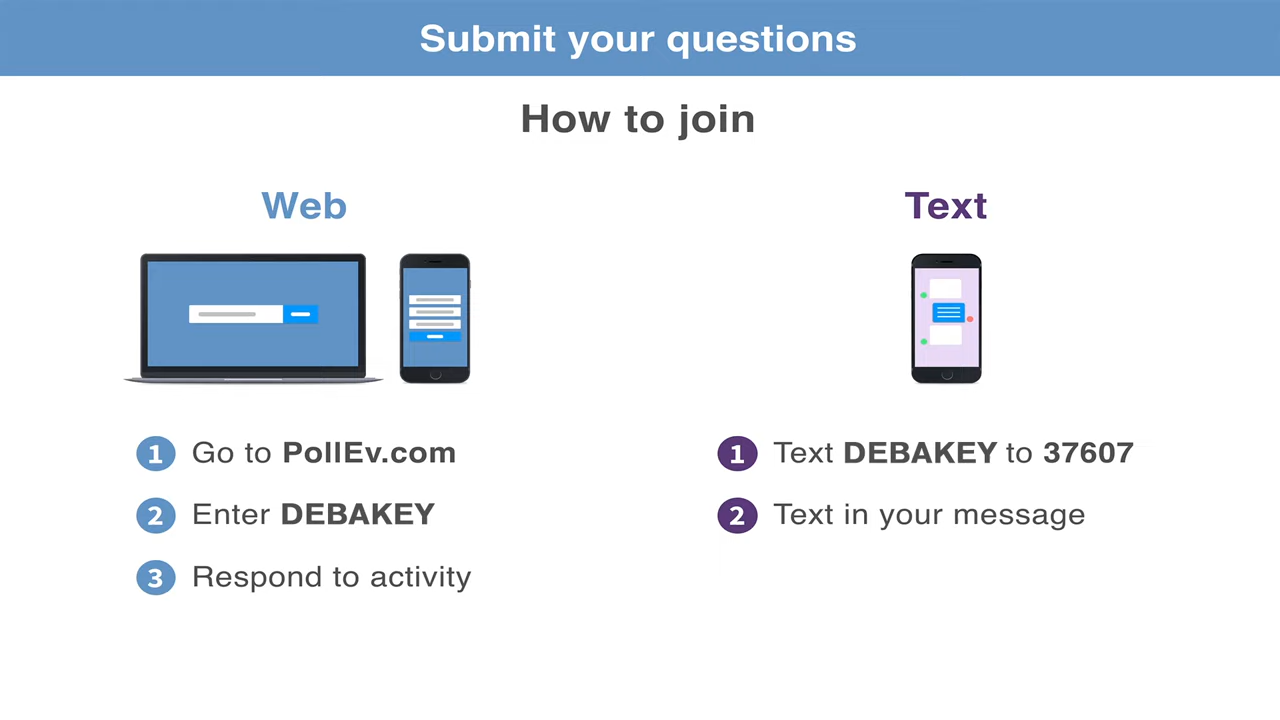 Submit your questions
How to join
Web
1 Go to PollEv.com
2 Enter DEBAKEY
3 Respond to activity
Text
1 Text DEBAKEY to 37607
2 Text in your message